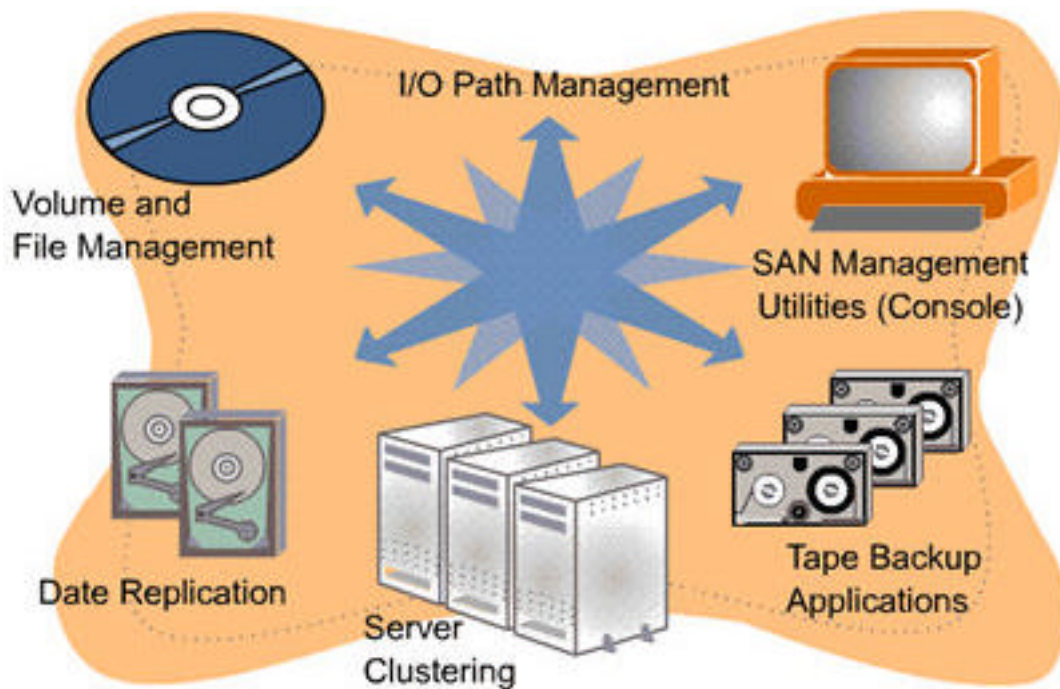 I/O Path Management
Volume and
File Management
SAN Management
Utilities (Console)
Date Replication
Server
Clustering
Tape Backup
Applications